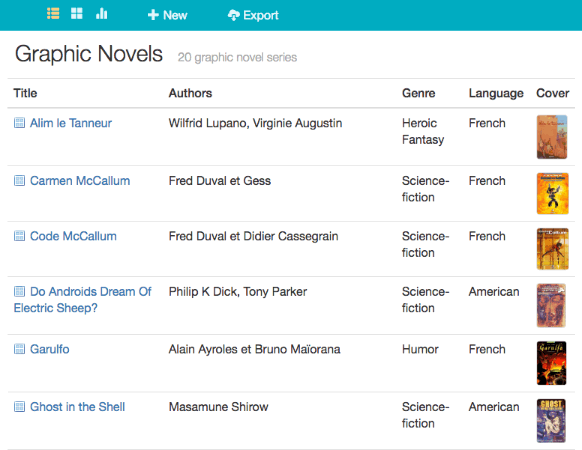 New Export
Graphic Novels 20 graphic novel series
Title Authors Genre Language Cover
Alim le Tanneur Wilfrid Lupano, Virginie Augustin Heroic French
Fantasy
Carmen McCallum Fred Duval et Gess Science- French
fiction
Code McCallum Fred Duval et Didier Cassegrain Science- French
fiction
Do Androids Dream Of Philip K Dick, Tony Parker Science- American
Electric Sheep? fiction
Garulfo Alain Ayroles et Bruno Maïorana Humor French
Garulfo
Ghost in the Shell Masamune Shirow Science- American
fiction
GHOST